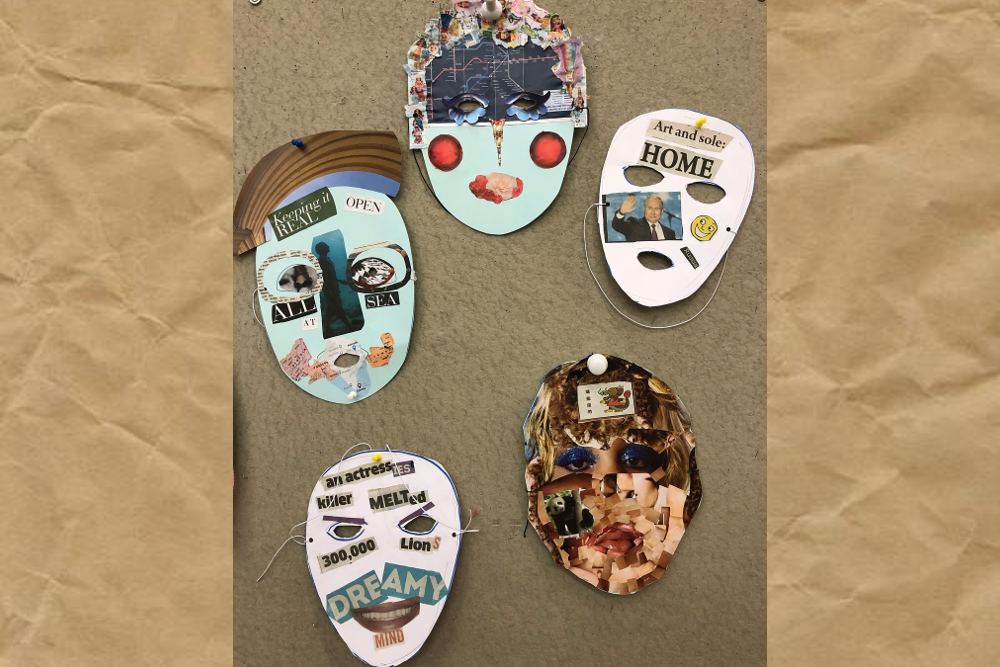 Art and sole:
HOME
Keeping it
REAL
OPEN
ALL
SEA
AT
an actresses
killer
MELTed
300,000
Lions
DREAMY
MIND